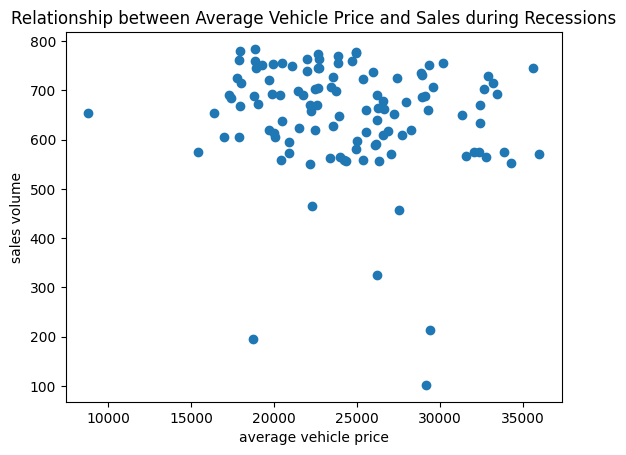 Relationship between Average Vehicle Price and Sales during Recessions
800
700
600
500
400
300
200
100
sales volume
10000 15000 20000 25000 30000 35000
average vehicle price